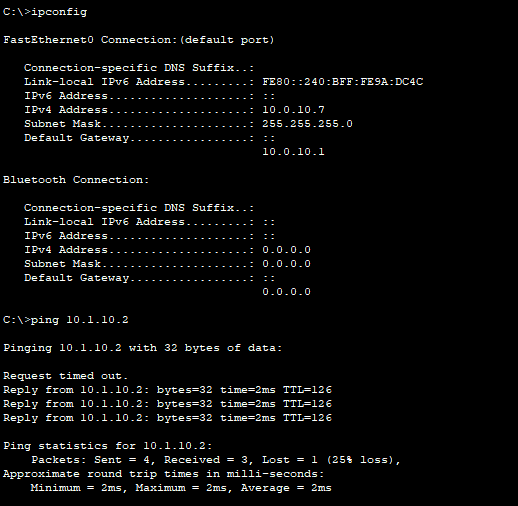 C:\>ipconfig
FastEthernet0 Connection:(default port)
Connection-specific DNS Suffix..:
Link-local IPv6 Address.........: FE80::240:BFF:FE9A:DC4C
IPv6 Address....................: ::
IPv4 Address....................: 10.0.10.7
Subnet Mask.....................: 255.255.255.0
Default Gateway.................: ::
10.0.10.1
Bluetooth Connection:
Connection-specific DNS Suffix..:
Link-local IPv6 Address.........: ::
IPv6 Address....................: ::
IPv4 Address....................: 0.0.0.0
Subnet Mask.....................: 0.0.0.0
Default Gateway.................: ::
0.0.0.0
C:\>ping 10.1.10.2
Pinging 10.1.10.2 with 32 bytes of data:
Request timed out.
Reply from 10.1.10.2: bytes=32 time=2ms TTL=126
Reply from 10.1.10.2: bytes=32 time=2ms TTL=126
Reply from 10.1.10.2: bytes=32 time=2ms TTL=126
Ping statistics for 10.1.10.2:
Packets: Sent = 4, Received = 3, Lost = 1 (25% loss),
Approximate round trip times in milli-seconds:
Minimum = 2ms, Maximum = 2ms, Average = 2ms